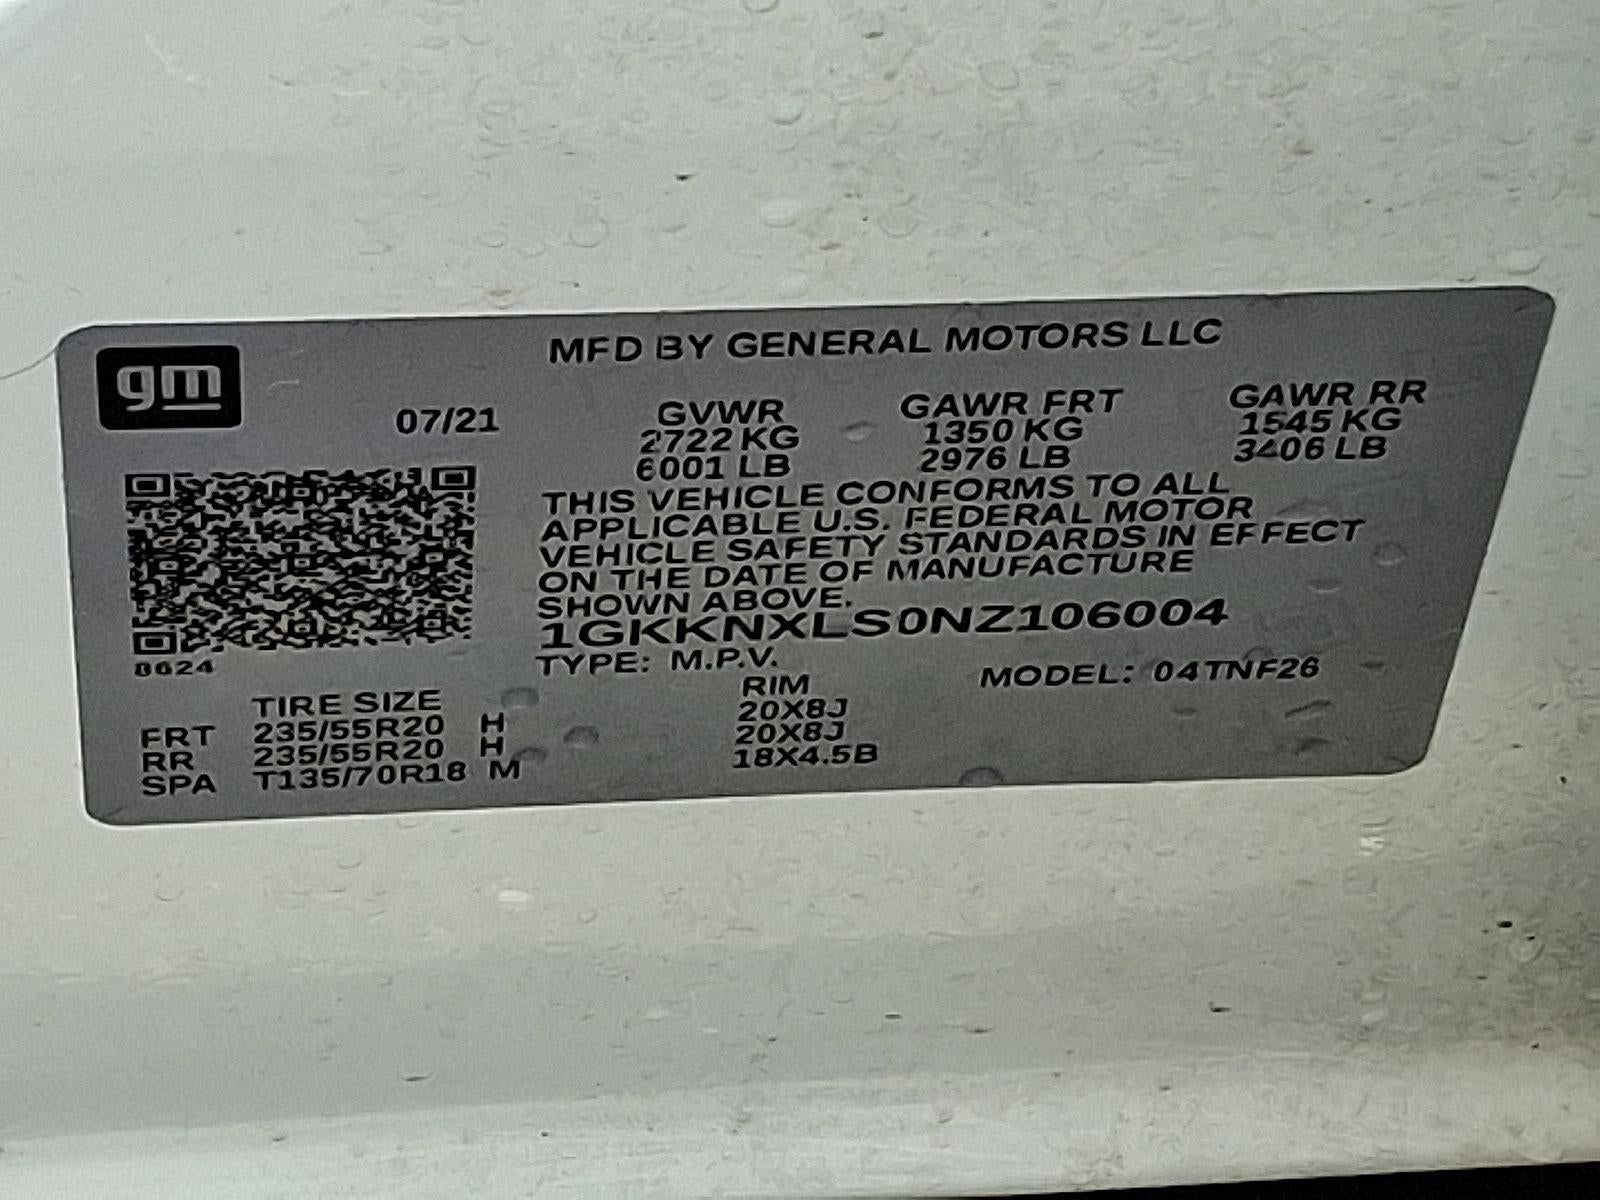 gm
MFD BY GENERAL MOTORS LLC
07/21
GVWR GAWR FRT GAWR RR
2722 KG 1350 KG 1545 KG
6001 LB 2976 LB 3406 LB
THIS VEHICLE CONFORMS TO ALL
APPLICABLE U.S. FEDERAL MOTOR
VEHICLE SAFETY STANDARDS IN EFFECT
ON THE DATE OF MANUFACTURE
SHOWN ABOVE.
1GKKNXLS0NZ106004
8624
TYPE: M.P.V. MODEL: 04TNF26
TIRE SIZE RIM
FRT 235/55R20 H 20X8J
RR 235/55R20 H 20X8J
SPA T135/70R18 M 18X4.5B